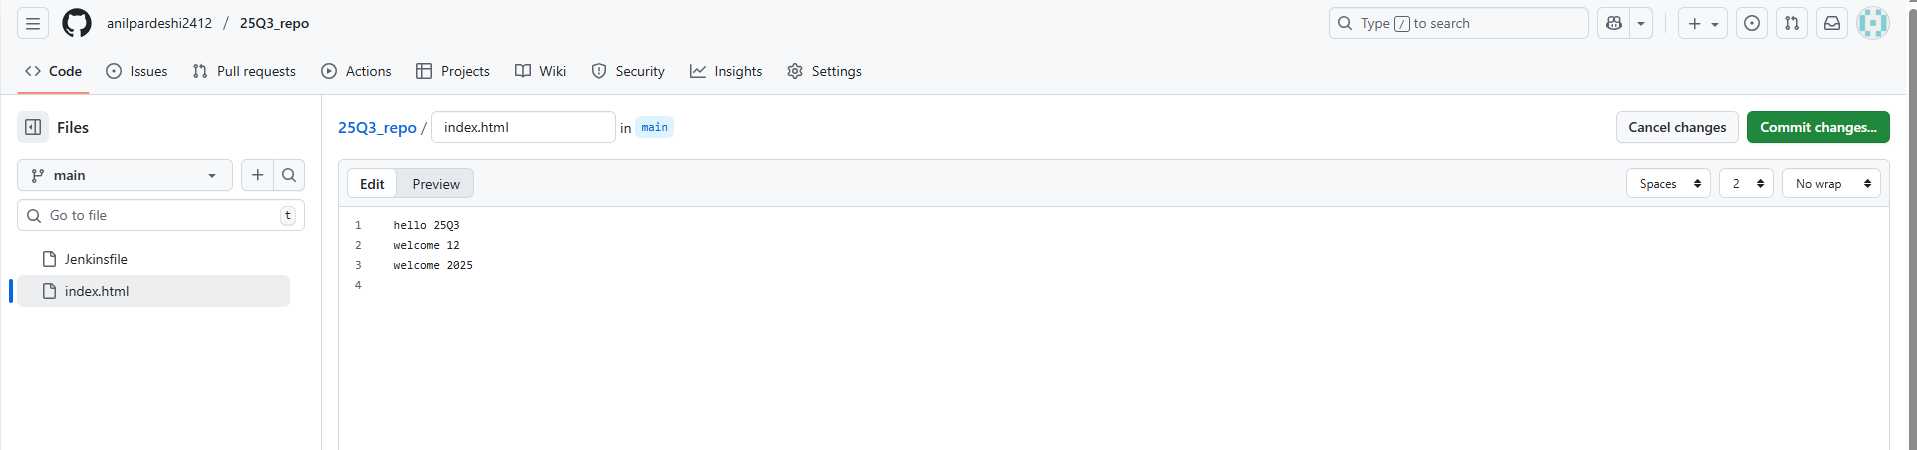 anilpardeshi2412 / 25Q3_repo
Type / to search
Code Issues Pull requests Actions Projects Wiki Security Insights Settings
Files
25Q3_repo / index.html in main
Cancel changes Commit changes...
main
Edit Preview
Spaces 2 No wrap
Go to file t
1 hello 25Q3
2 welcome 12
3 welcome 2025
4
Jenkinsfile
index.html